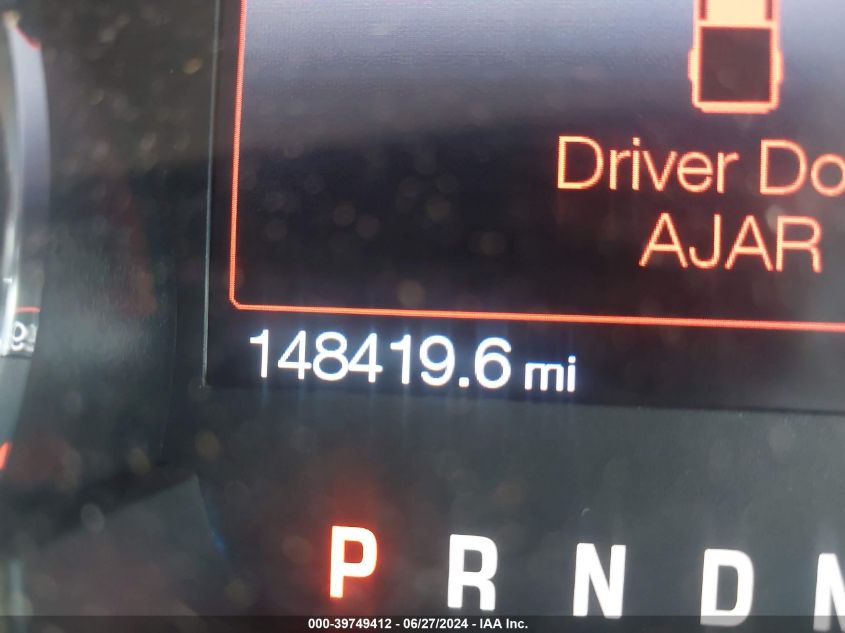 Driver Do
AJAR
148419.6 mi
P R N D M
000-39749412 - 06/27/2024 - IAA Inc.